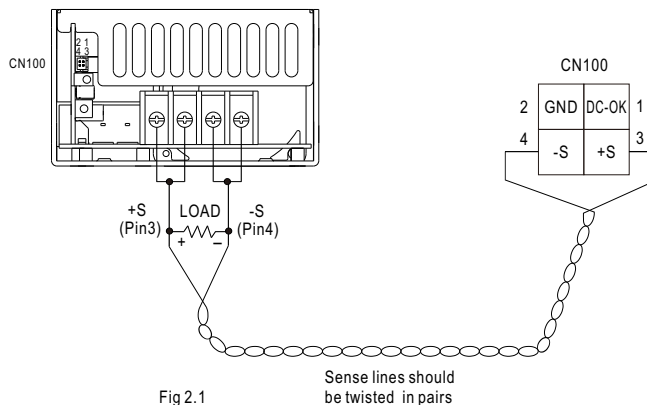 2 1
4 3
CN100
CN100
2 GND DC-OK 1
4 -S +S 3
+S LOAD -S
(Pin3) (Pin4)
+ –
Sense lines should
be twisted in pairs
Fig 2.1